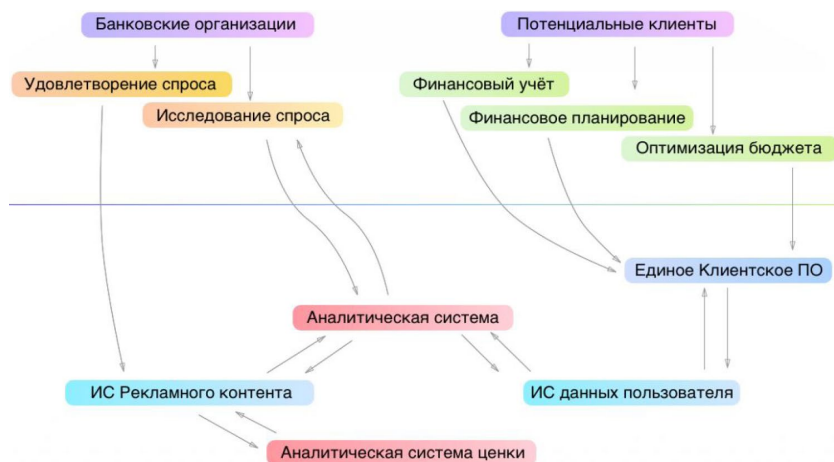 Банковские организации
Потенциальные клиенты
Удовлетворение спроса
Финансовый учёт
Исследование спроса
Финансовое планирование
Оптимизация бюджета
Единое Клиентское ПО
Аналитическая система
ИС Рекламного контента
ИС данных пользователя
Аналитическая система ценки